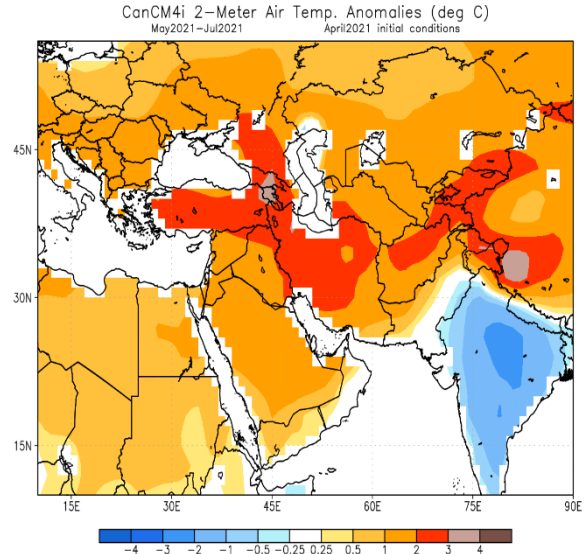 CanCM4i 2-Meter Air Temp. Anomalies (deg C)
May2021-Jul2021 April2021 initial conditions
45N
30N
15N
15E 30E 45E 60E 75E 90E
-4 -3 -2 -1 -0.5 -0.25 0.25 0.5 1 2 3 4